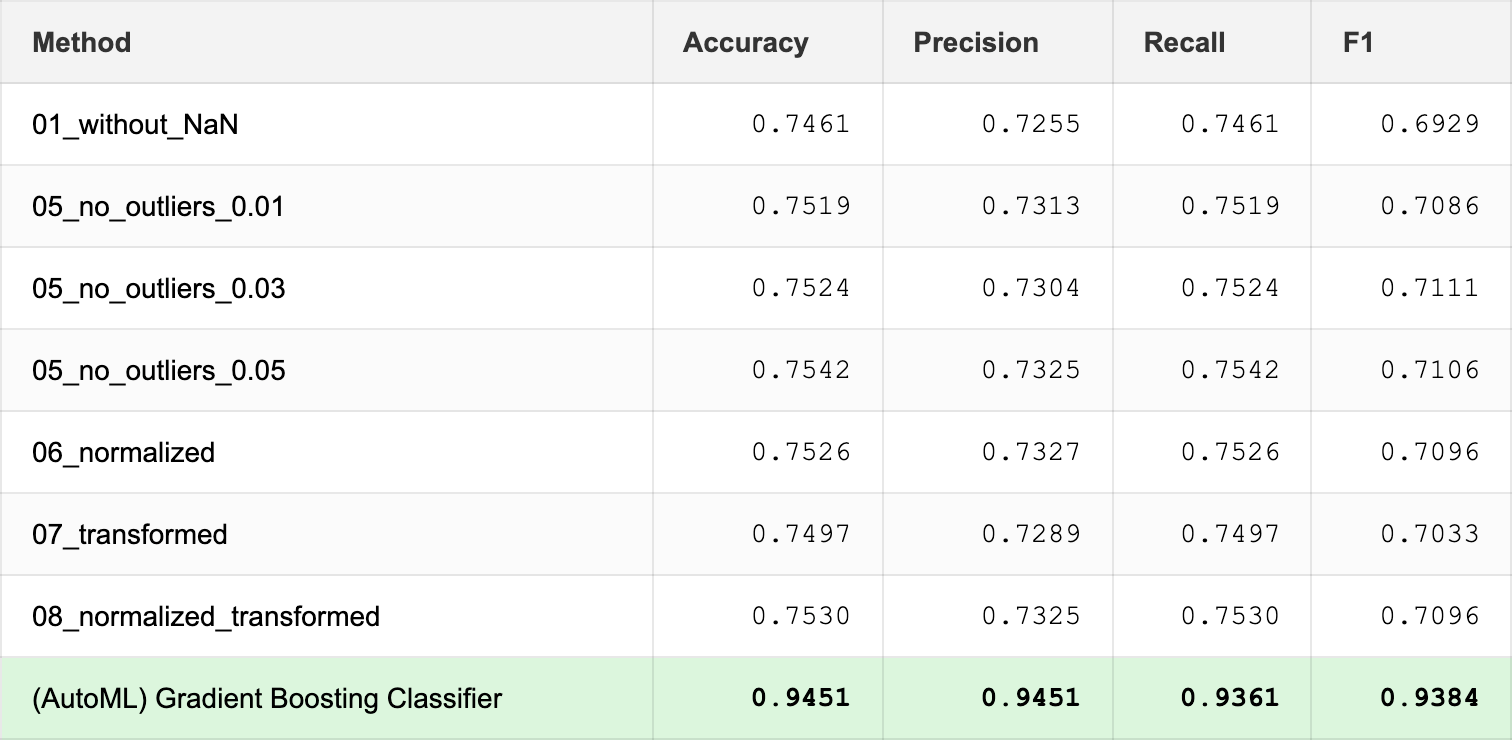 Method Accuracy Precision Recall F1
01_without_NaN 0.7461 0.7255 0.7461 0.6929
05_no_outliers_0.01 0.7519 0.7313 0.7519 0.7086
05_no_outliers_0.03 0.7524 0.7304 0.7524 0.7111
05_no_outliers_0.05 0.7542 0.7325 0.7542 0.7106
06_normalized 0.7526 0.7327 0.7526 0.7096
07_transformed 0.7497 0.7289 0.7497 0.7033
08_normalized_transformed 0.7530 0.7325 0.7530 0.7096
(AutoML) Gradient Boosting Classifier 0.9451 0.9451 0.9361 0.9384